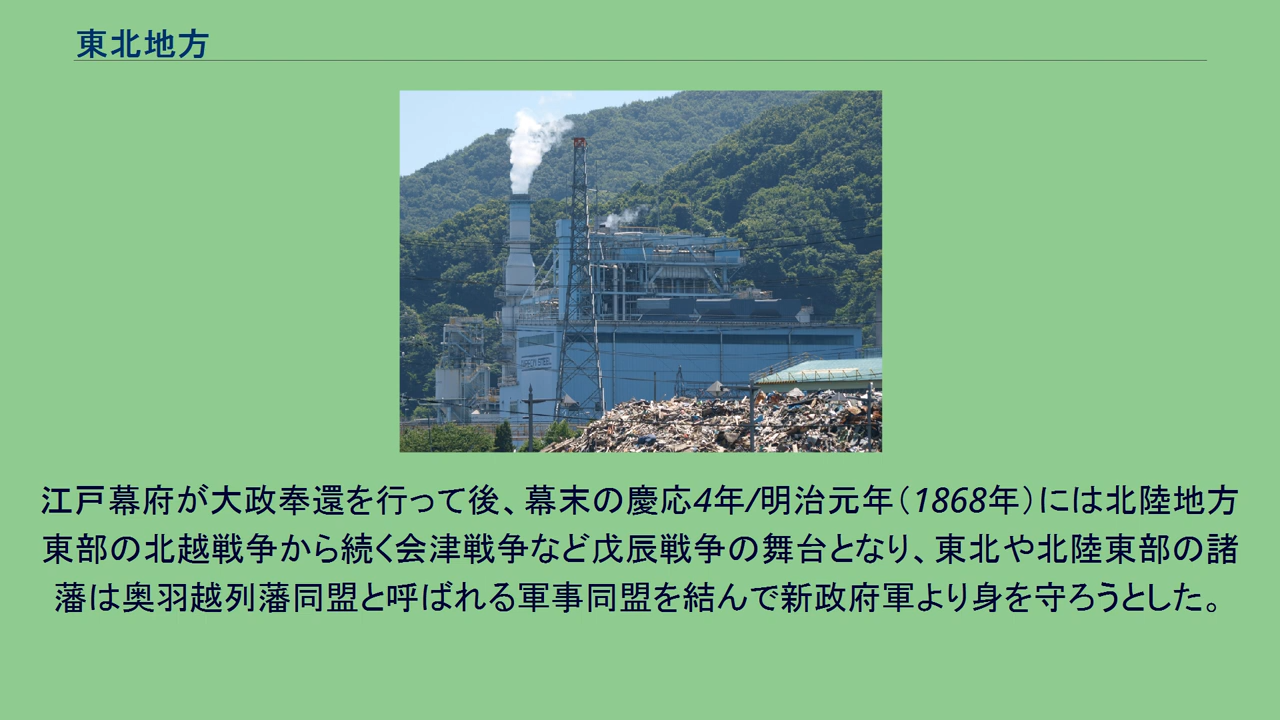 東北地方
江戸幕府が大政奉還を行って後、幕末の慶応4年/明治元年（1868年）には北陸地方
東部の北越戦争から続く会津戦争など戊辰戦争の舞台となり、東北や北陸東部の諸
藩は奥羽越列藩同盟と呼ばれる軍事同盟を結んで新政府軍より身を守ろうとした。